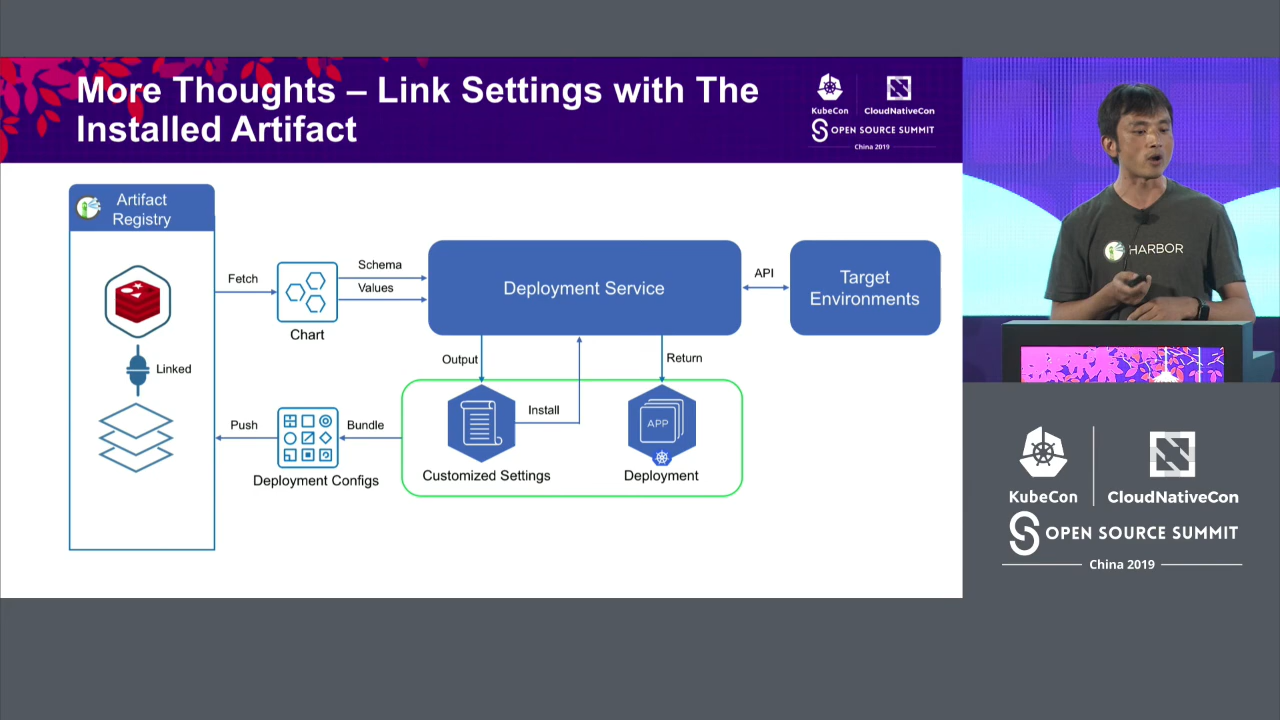 More Thoughts – Link Settings with The
Installed Artifact
KubeCon
CloudNativeCon
OPEN SOURCE SUMMIT
China 2019
Artifact
Registry
Fetch
Chart
Schema
Values
Deployment Service
API
Target
Environments
Linked
Output
Return
Install
APP
Push
Bundle
Deployment Configs
Customized Settings
Deployment
HARBOR
KubeCon
CloudNativeCon
OPEN SOURCE SUMMIT
China 2019